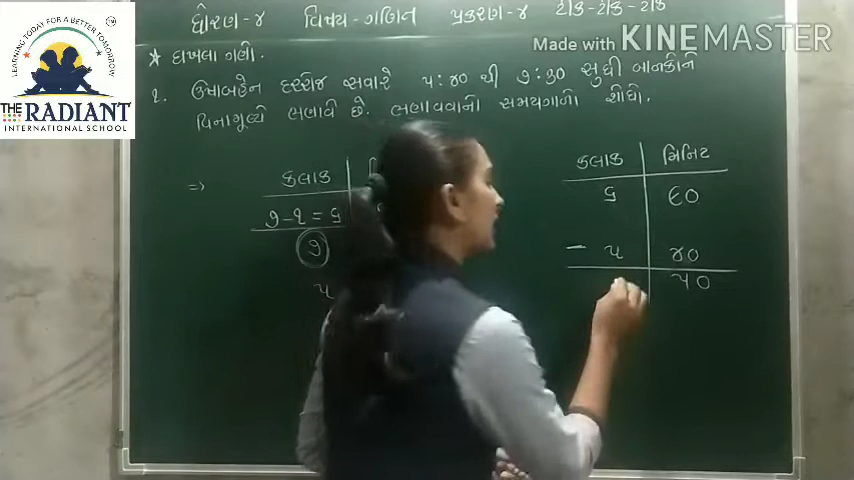 ધોરણ-૪ વિષય-ગણિત પ્રકરણ-૪ ટીક-ટીક-ટીક
Made with KINEMASTER
LEARNING TODAY FOR A BETTER TOMORROW
THE RADIANT
INTERNATIONAL SCHOOL
* દાખલા ગણો.
૧. ઉમાબહેન દરરોજ સવારે ૫:૪૦ થી ૭:૩૦ સુધી બાળકોને
વિનામૂલ્યે ભણાવે છે. ભણાવવાનો સમયગાળો શોધો.
=> કલાક
૭-૧ = ૬
૭
૫
કલાક મિનિટ
૬ ૯૦
- ૫ ૪૦
૫૦